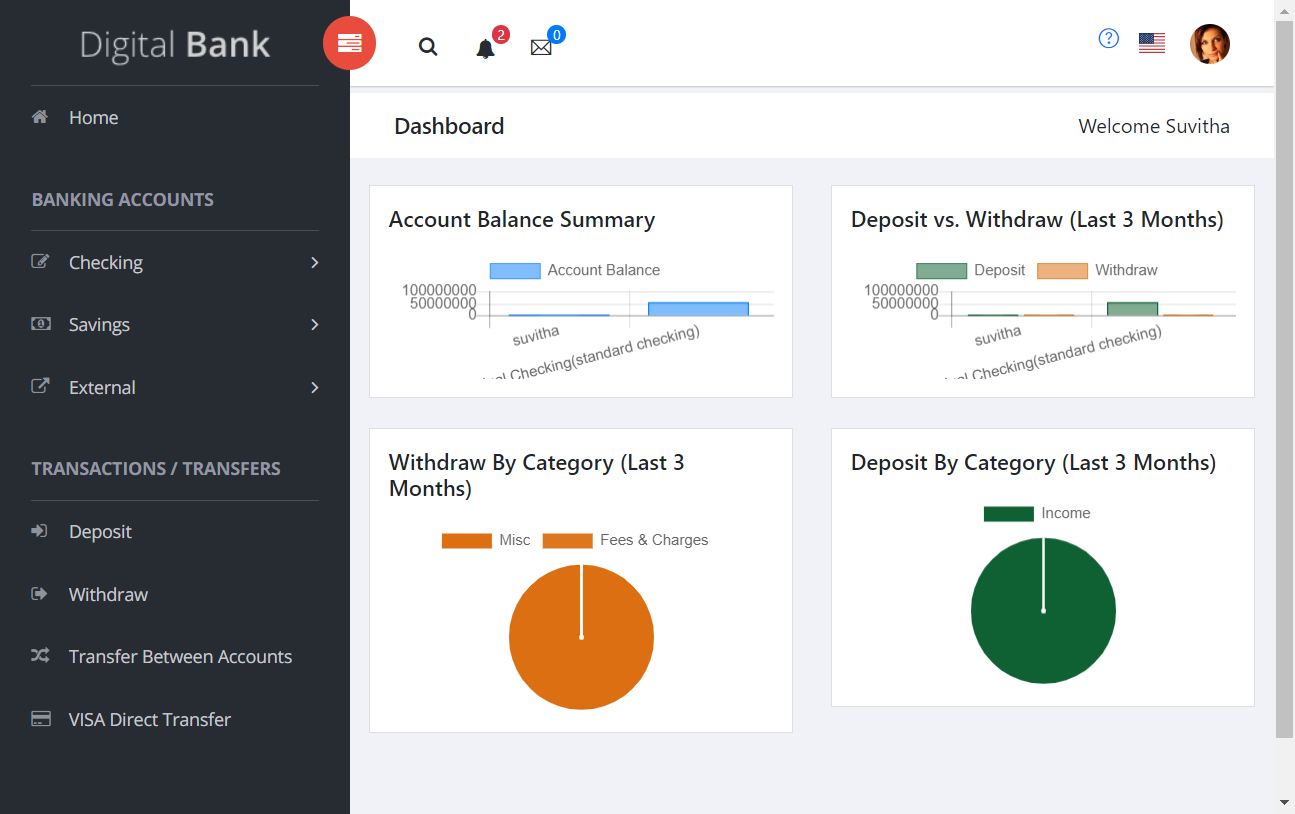 Digital Bank
2
0
Home
Dashboard
Welcome Suvitha
BANKING ACCOUNTS
Checking
Savings
External
TRANSACTIONS / TRANSFERS
Deposit
Withdraw
Transfer Between Accounts
VISA Direct Transfer
Account Balance Summary
Account Balance
100000000
50000000
0
suvitha
Checking(standard checking)
Deposit vs. Withdraw (Last 3 Months)
Deposit
Withdraw
100000000
50000000
0
suvitha
Checking(standard checking)
Withdraw By Category (Last 3
Months)
Misc
Fees & Charges
Deposit By Category (Last 3 Months)
Income